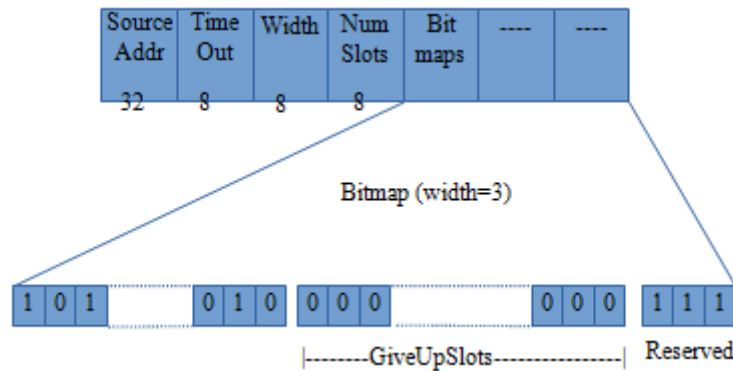 Source Time Width Num Bit ---- ----
Addr Out Slots maps
32 8 8 8
Bitmap (width=3)
1 0 1 0 1 0 0 0 0 0 0 0 1 1 1
|--------GiveUpSlots----------------| Reserved